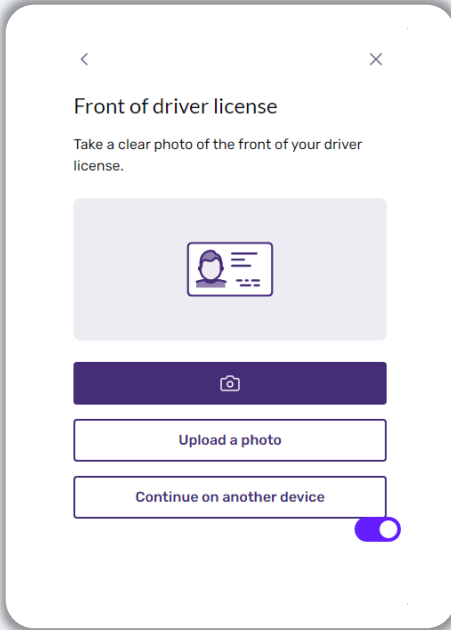 Front of driver license
Take a clear photo of the front of your driver
license.
Upload a photo
Continue on another device